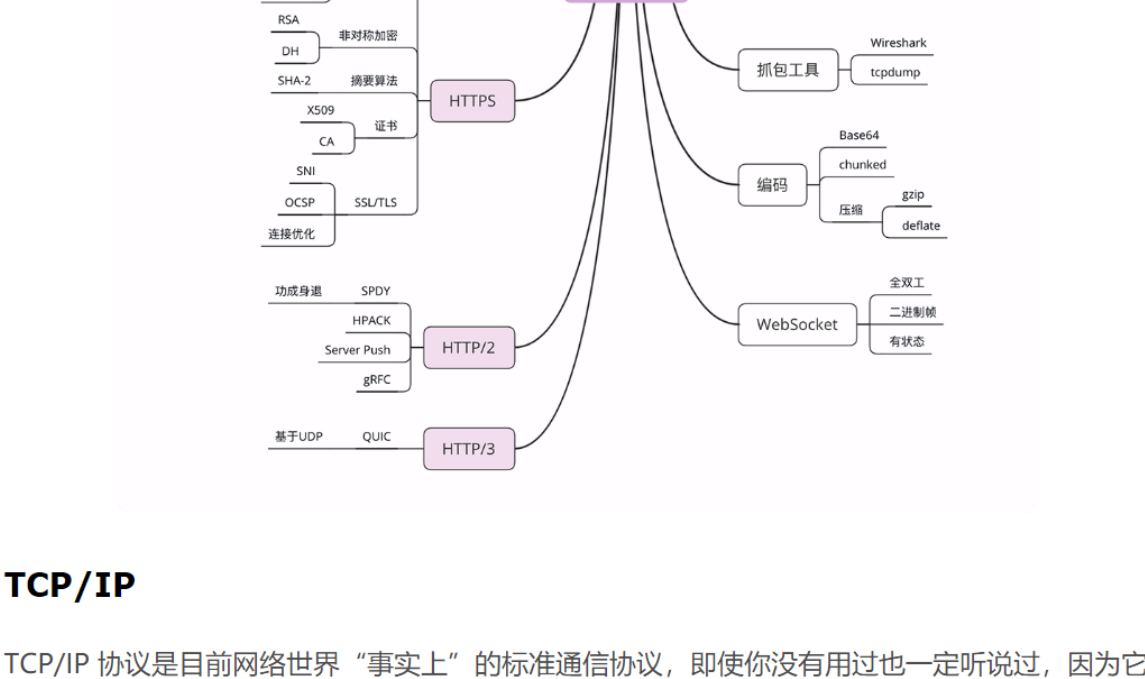 RSA
DH
非对称加密
SHA-2
摘要算法
X509
CA
证书
SNI
OCSP
连接优化
SSL/TLS
HTTPS
功成身退
SPDY
HPACK
Server Push
gRFC
HTTP/2
基于UDP
QUIC
HTTP/3
抓包工具
Wireshark
tcpdump
编码
Base64
chunked
压缩
gzip
deflate
WebSocket
全双工
二进制帧
有状态
TCP/IP
TCP/IP 协议是目前网络世界“事实上”的标准通信协议，即使你没有用过也一定听说过，因为它